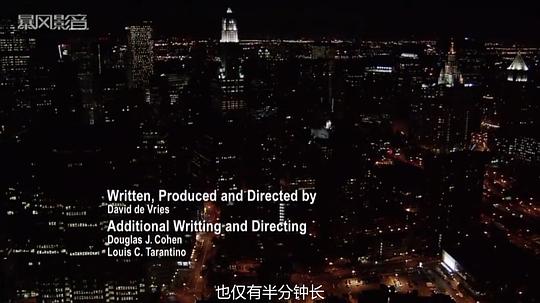 暴风影音
Written, Produced and Directed by
David de Vries
Additional Writting and Directing
Douglas J. Cohen
Louis C. Tarantino
也仅有半分钟长